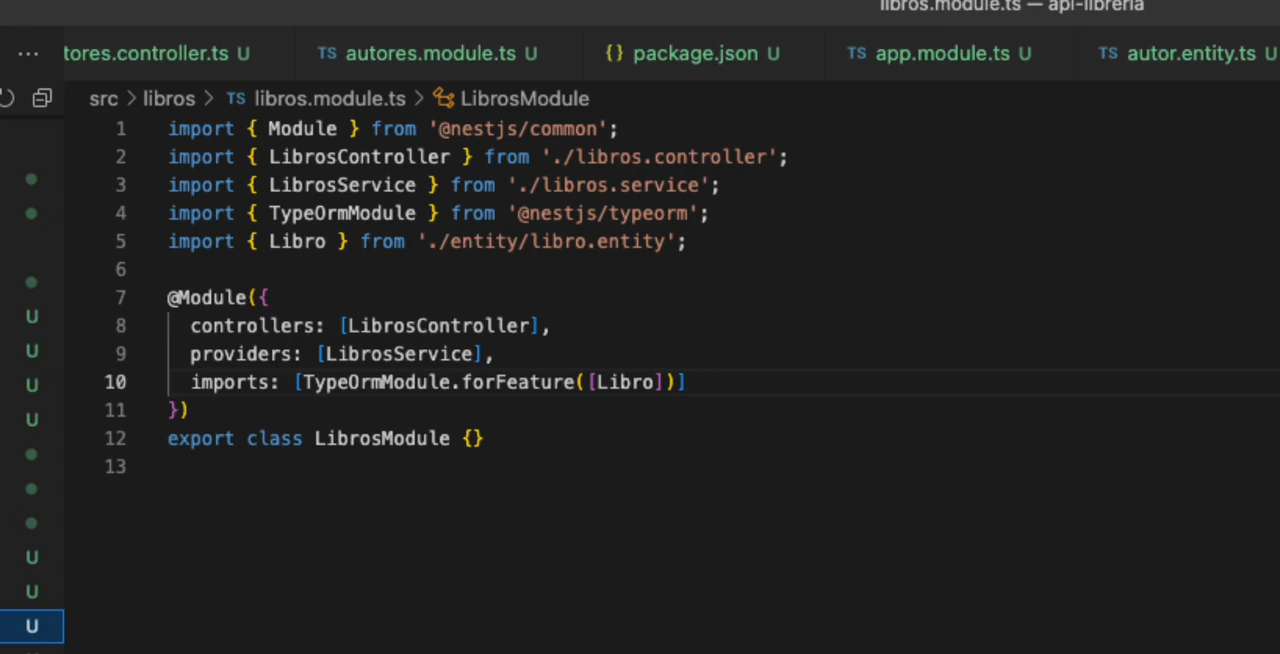 libros.module.ts — api-libreria
tores.controller.ts U
TS autores.module.ts U
{} package.json U
TS app.module.ts U
TS autor.entity.ts U
src > libros > TS libros.module.ts > LibrosModule
1 import { Module } from '@nestjs/common';
2 import { LibrosController } from './libros.controller';
3 import { LibrosService } from './libros.service';
4 import { TypeOrmModule } from '@nestjs/typeorm';
5 import { Libro } from './entity/libro.entity';
6
7 @Module({
8 controllers: [LibrosController],
9 providers: [LibrosService],
10 imports: [TypeOrmModule.forFeature([Libro])]
11 })
12 export class LibrosModule {}
13
U
U
U
U
U
U
U